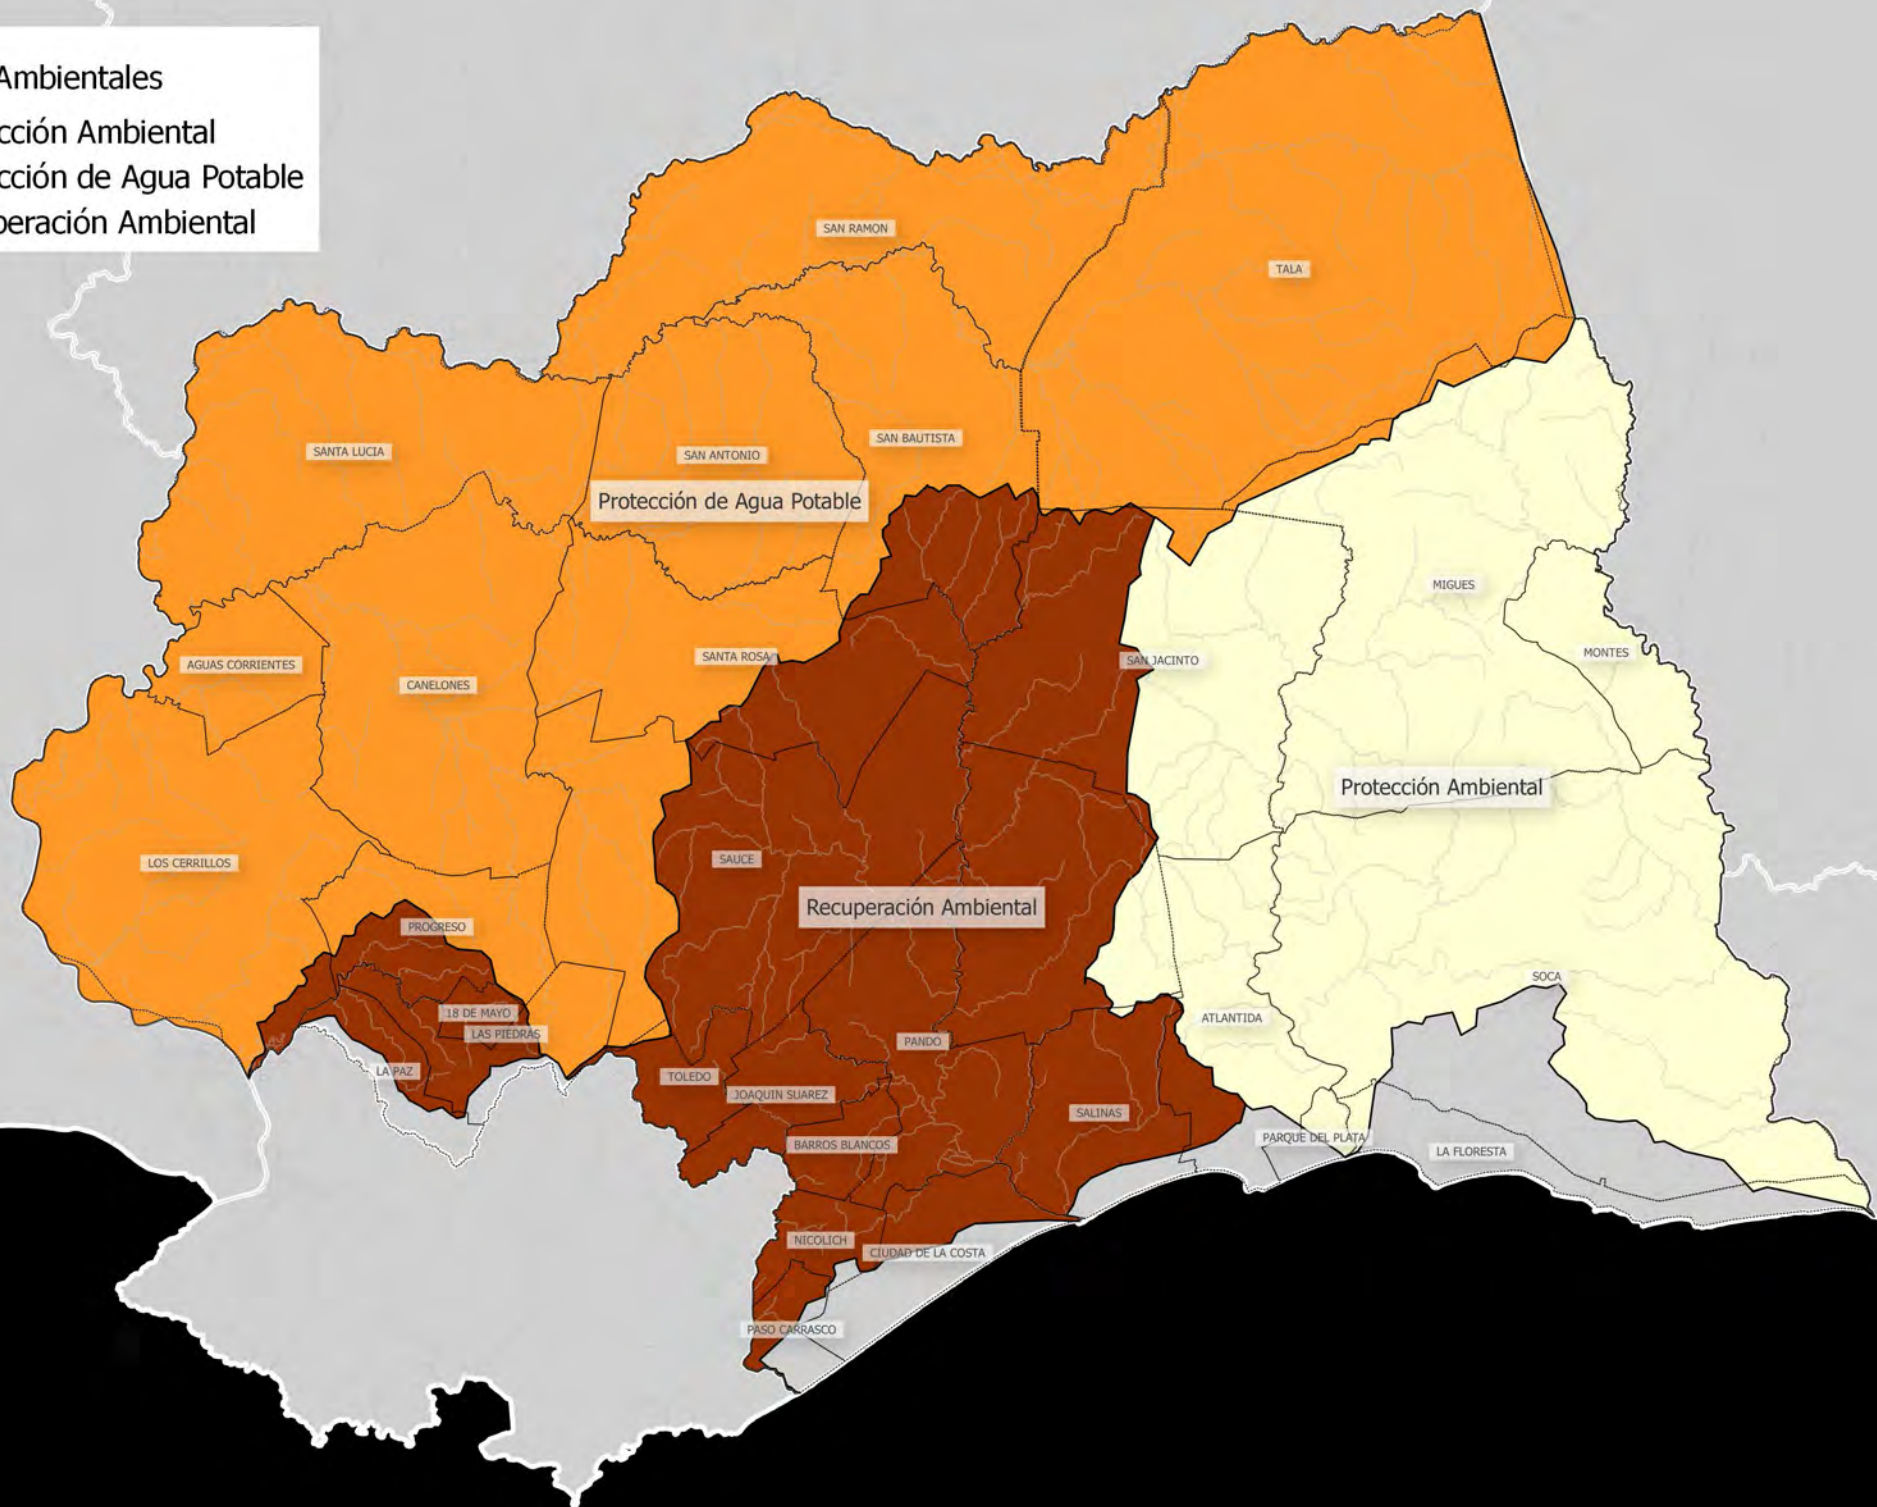 Ambientales
cción Ambiental
cción de Agua Potable
peración Ambiental
SAN RAMON
TALA
SANTA LUCIA
SAN ANTONIO
SAN BAUTISTA
Protección de Agua Potable
MIGUES
MONTES
AGUAS CORRIENTES
CANELONES
SANTA ROSA
SAN JACINTO
Protección Ambiental
LOS CERRILLOS
SAUCE
Recuperación Ambiental
PROGRESO
SOCA
18 DE MAYO
LAS PIEDRAS
ATLANTIDA
PANDO
LA PAZ
TOLEDO
JOAQUIN SUAREZ
SALINAS
BARROS BLANCOS
PARQUE DEL PLATA
LA FLORESTA
NICOLICH
CIUDAD DE LA COSTA
PASO CARRASCO